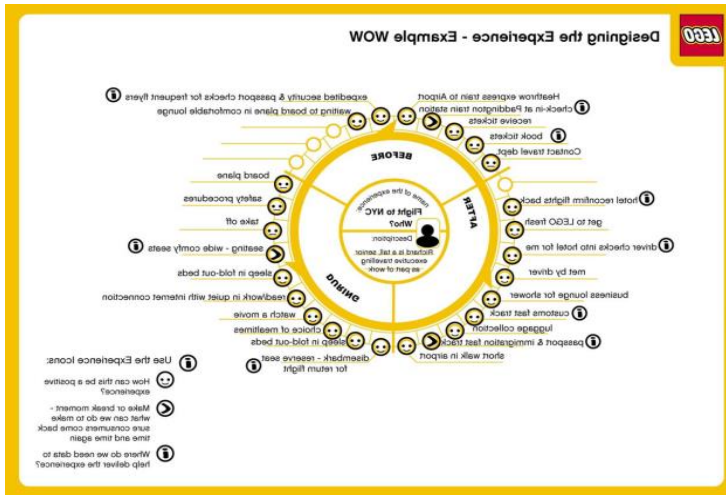 LEGO
Designing the Experience - Example WOW
Heathrow express train to Airport
check-in at Paddington train station
receive tickets
book tickets
Contact travel dept.
expedited security & passport checks for frequent flyers
waiting to board plane in comfortable lounge
board plane
safety procedures
take off
seating - wide comfy seats
sleep in fold-out beds
read/work in quiet with internet connection
watch a movie
choice of mealtimes
sleep in fold-out beds
disembark - reserve seat
for return flight
short walk in airport
passport & immigration fast track
luggage collection
customs fast track
business lounge for shower
met by driver
driver checks into hotel for me
get to LEGO fresh
hotel reconfirm flights back
BEFORE
DURING
AFTER
name of the experience:
Flight to NYC
Who?
Description:
Richard is a tall, senior
executive travelling
as part of work
Use the Experience Icons:
How can this be a positive
experience?
Make or break moment -
what can we do to make
sure consumers come back
time and time again
Where do we need data to
help deliver the experience?